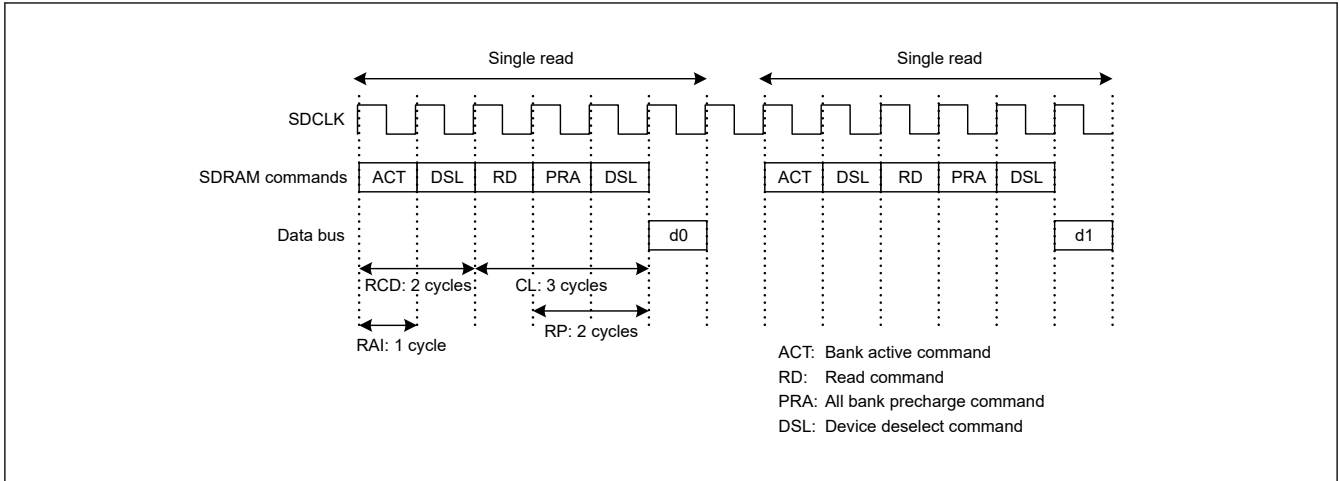 Single read Single read
SDCLK
SDRAM commands ACT DSL RD PRA DSL ACT DSL RD PRA DSL
Data bus d0 d1
RCD: 2 cycles CL: 3 cycles
RP: 2 cycles
RAI: 1 cycle
ACT: Bank active command
RD: Read command
PRA: All bank precharge command
DSL: Device deselect command